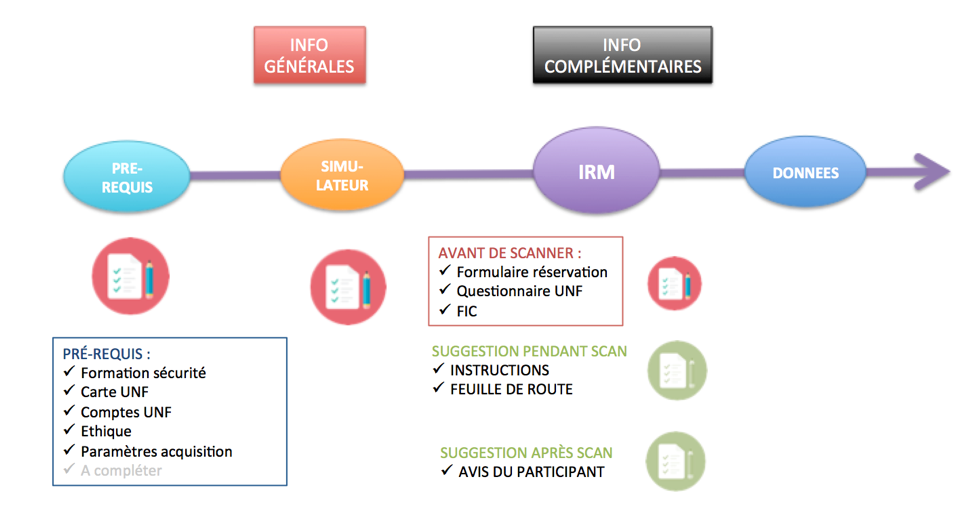 INFO
GÉNÉRALES
INFO
COMPLÉMENTAIRES
PRE-
REQUIS
SIMU-
LATEUR
IRM
DONNEES
AVANT DE SCANNER :
✓ Formulaire réservation
✓ Questionnaire UNF
✓ FIC
PRÉ-REQUIS :
✓ Formation sécurité
✓ Carte UNF
✓ Comptes UNF
✓ Ethique
✓ Paramètres acquisition
✓ A compléter
SUGGESTION PENDANT SCAN
✓ INSTRUCTIONS
✓ FEUILLE DE ROUTE
SUGGESTION APRÈS SCAN
✓ AVIS DU PARTICIPANT